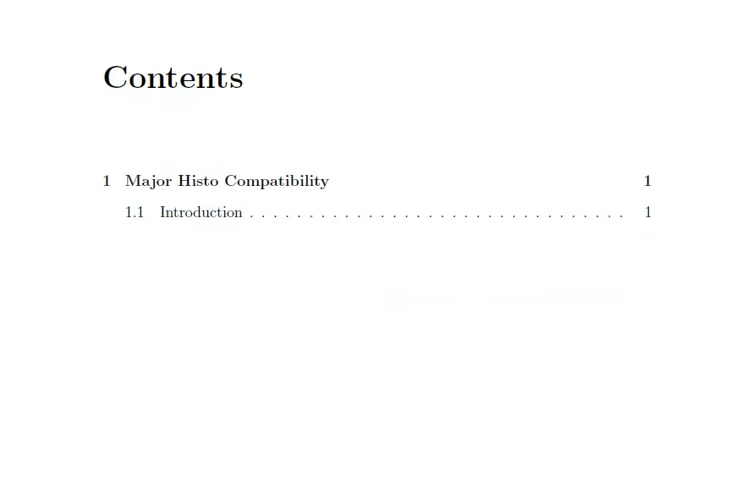 Contents
1 Major Histo Compatibility 1
1.1 Introduction . . . . . . . . . . . . . . . . . . . . . . . . . . . . . . . . 1